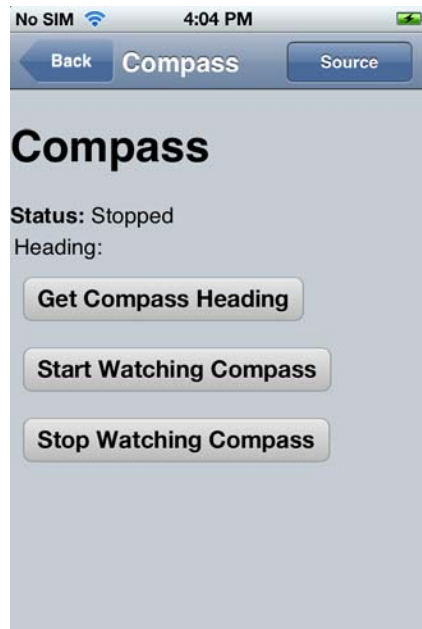 No SIM 4:04 PM
Back Compass Source
Compass
Status: Stopped
Heading:
Get Compass Heading
Start Watching Compass
Stop Watching Compass